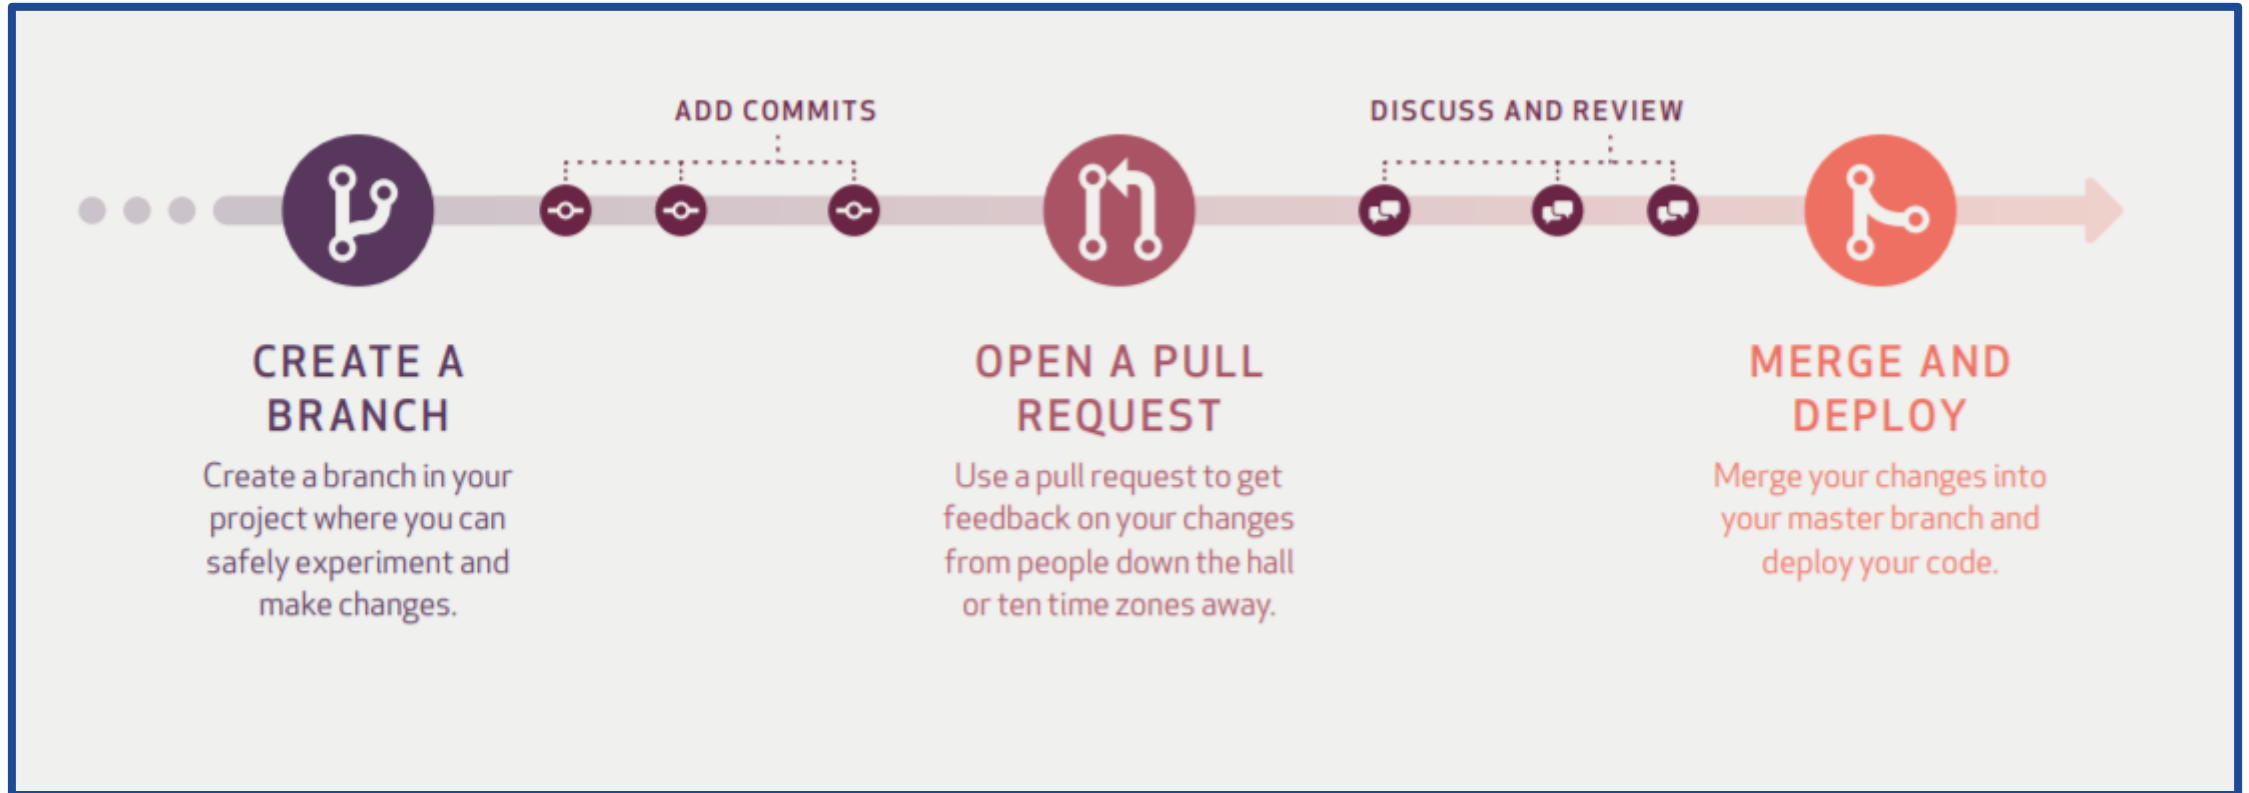 ADD COMMITS
DISCUSS AND REVIEW
CREATE A
BRANCH
Create a branch in your
project where you can
safely experiment and
make changes.
OPEN A PULL
REQUEST
Use a pull request to get
feedback on your changes
from people down the hall
or ten time zones away.
MERGE AND
DEPLOY
Merge your changes into
your master branch and
deploy your code.